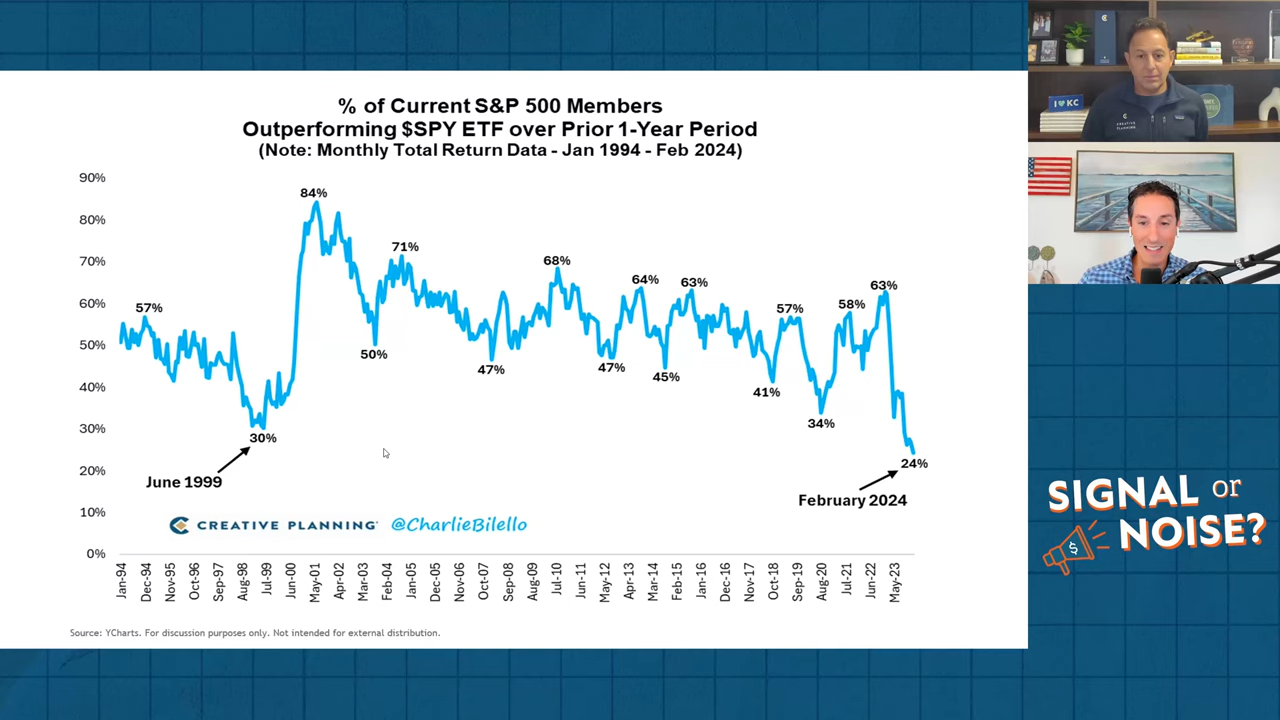 % of Current S&P 500 Members
Outperforming $SPY ETF over Prior 1-Year Period
(Note: Monthly Total Return Data - Jan 1994 - Feb 2024)
90%
80%
70%
60%
50%
40%
30%
20%
10%
0%
57%
30%
84%
50%
71%
47%
68%
47%
64%
45%
63%
41%
57%
34%
58%
63%
24%
June 1999
February 2024
CREATIVE PLANNING @CharlieBilello
Jan-94
Dec-94
Nov-95
Oct-96
Sep-97
Aug-98
Jul-99
Jun-00
May-01
Apr-02
Mar-03
Feb-04
Jan-05
Dec-05
Nov-06
Oct-07
Sep-08
Aug-09
Jul-10
Jun-11
May-12
Apr-13
Mar-14
Feb-15
Jan-16
Dec-16
Nov-17
Oct-18
Sep-19
Aug-20
Jul-21
Jun-22
May-23
Source: YCharts. For discussion purposes only. Not intended for external distribution.
I ♥ KC
CREATIVE
PLANNING
SIGNAL or
NOISE?
$